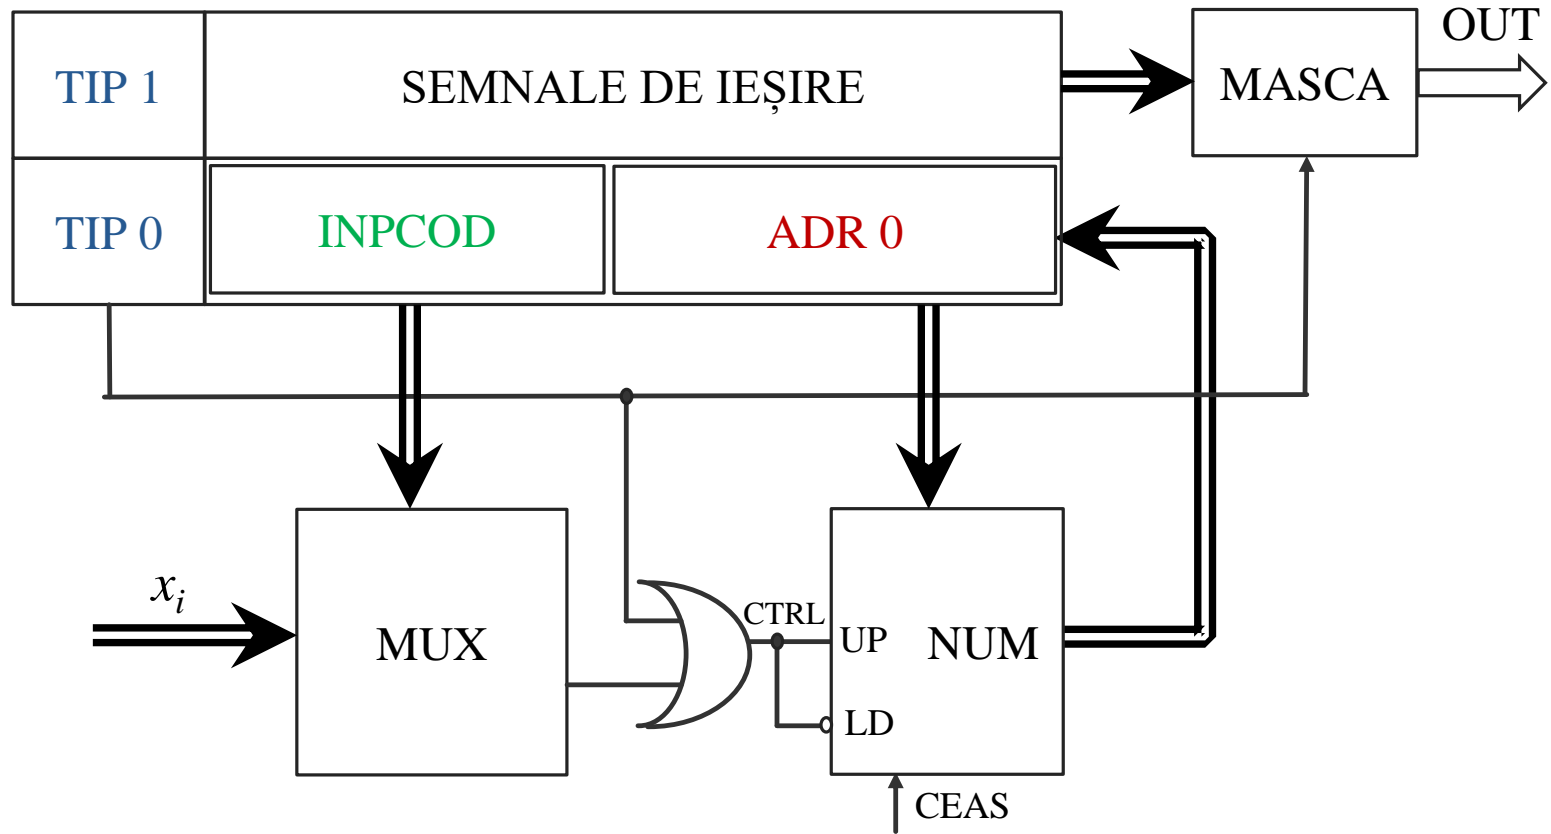 OUT
TIP 1
SEMNALE DE IEȘIRE
MASCA
TIP 0
INPCOD
ADR 0
xi
CTRL
MUX
UP
NUM
LD
CEAS